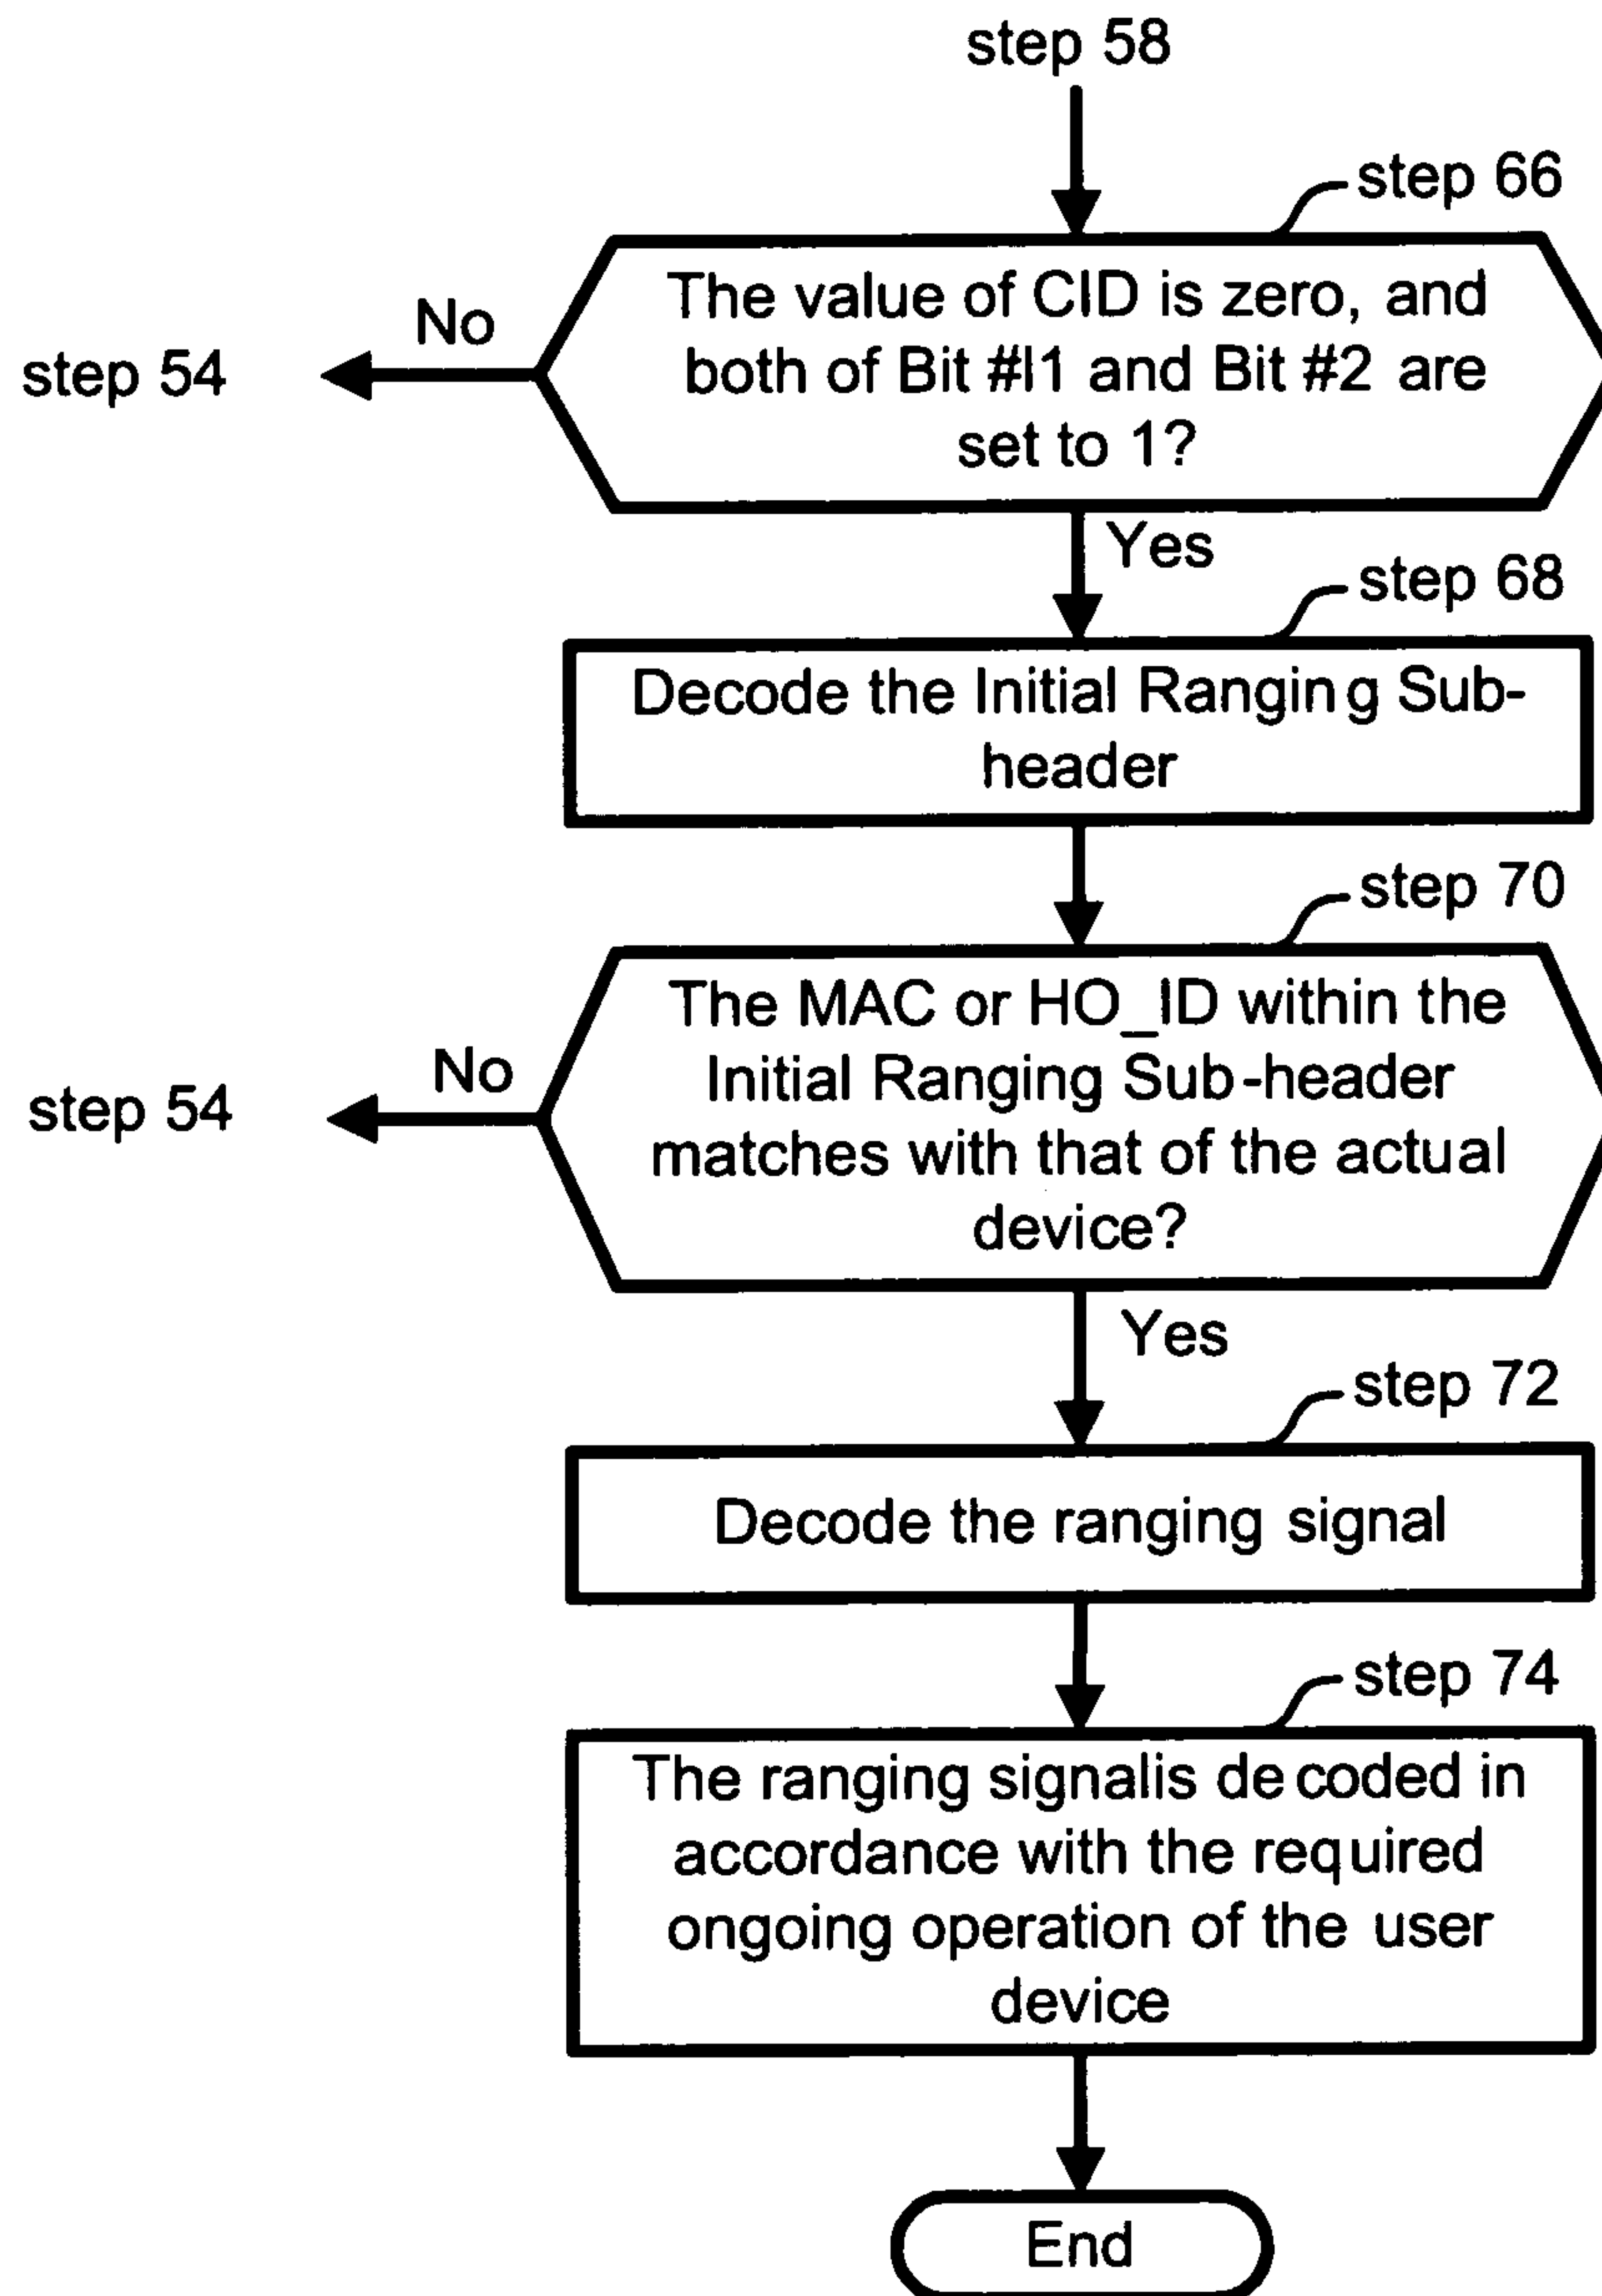 step 58
step 66
The value of CID is zero, and
both of Bit #I1 and Bit #2 are
set to 1?
No
step 54
Yes
step 68
Decode the Initial Ranging Sub-
header
step 70
The MAC or HO_ID within the
Initial Ranging Sub-header
matches with that of the actual
device?
No
step 54
Yes
step 72
Decode the ranging signal
step 74
The ranging signalis decoded in
accordance with the required
ongoing operation of the user
device
End